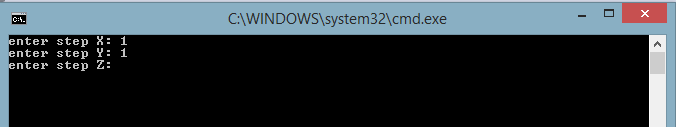 C:\WINDOWS\system32\cmd.exe
enter step X: 1
enter step Y: 1
enter step Z: